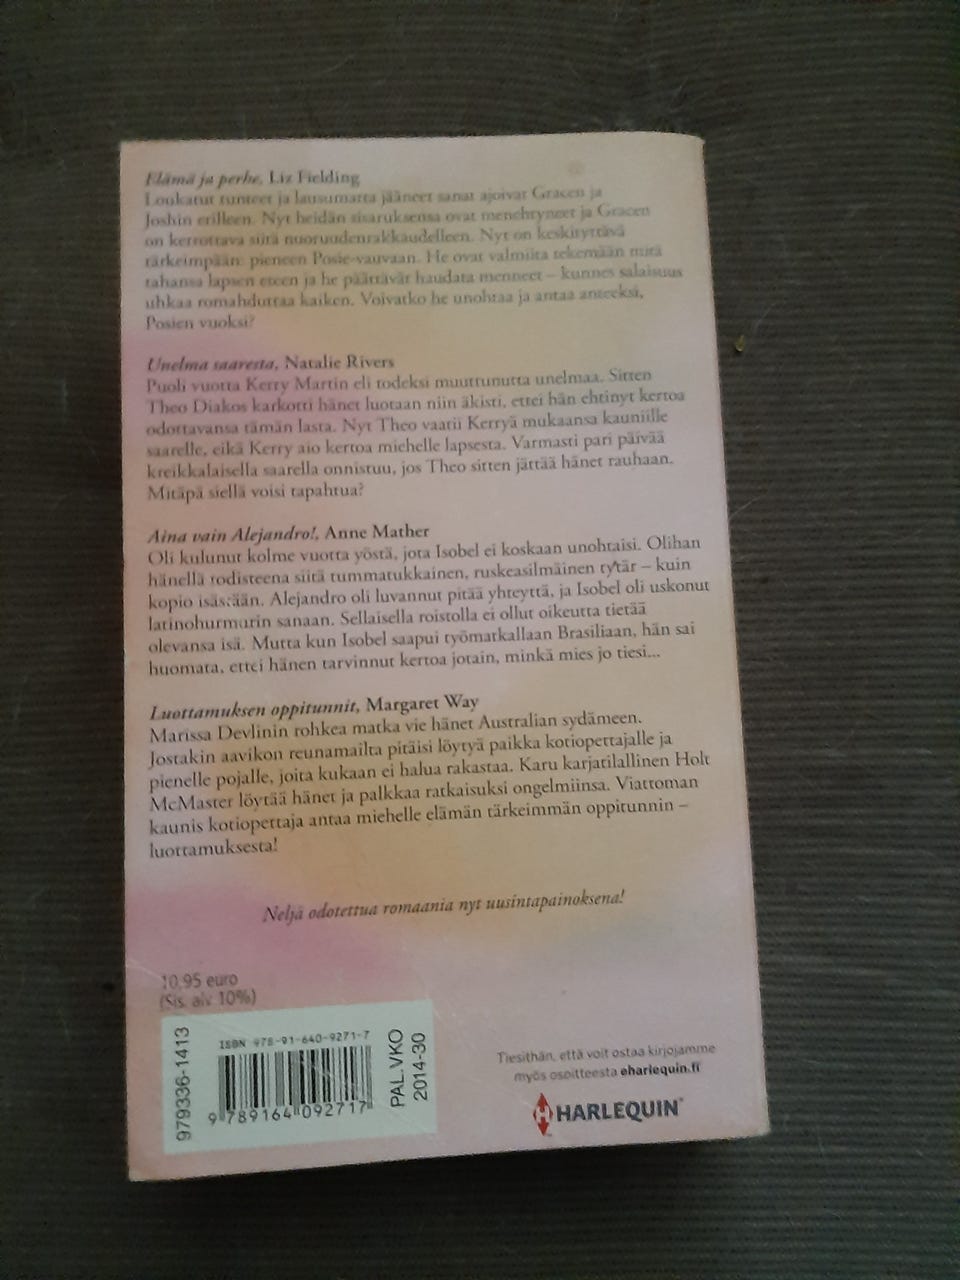 Elämä ja perhe, Liz Fielding
Loukatut tunteet ja lausumatta jääneet sanat ajoivat Gracen ja
Joshin erilleen. Nyt heidän sisaruksensa ovat menehtyneet ja Gracen
on kerrottava siitä nuoruudenrakkaudelleen. Nyt on keskityttävä
tärkeimpään: pieneen Posie-vauvaan. He ovat valmiita tekemään mitä
tahansa lapsen eteen ja he päättävät haudata menneet – kunnes salaisuus
uhkaa romahduttaa kaiken. Voivatko he unohtaa ja antaa anteeksi,
Posien vuoksi?
Unelma saaresta, Natalie Rivers
Puoli vuotta Kerry Martin eli todeksi muuttunutta unelmaa. Sitten
Theo Diakos karkotti hänet luotaan niin äkisti, ettei hän ehtinyt kertoa
odottavansa tämän lasta. Nyt Theo vaatii Kerryä mukaansa kauniille
saarelle, eikä Kerry aio kertoa miehelle lapsesta. Varmasti pari päivää
kreikkalaisella saarella onnistuu, jos Theo sitten jättää hänet rauhaan.
Mitäpä siellä voisi tapahtua?
Aina vain Alejandro!, Anne Mather
Oli kulunut kolme vuotta yöstä, jota Isobel ei koskaan unohtaisi. Olihan
hänellä todisteena siitä tummatukkainen, ruskeasilmäinen tytär – kuin
kopio isästään. Alejandro oli luvannut pitää yhteyttä, ja Isobel oli uskonut
latinohurmurin sanaan. Sellaisella roistolla ei ollut oikeutta tietää
olevansa isä. Mutta kun Isobel saapui työmatkallaan Brasiliaan, hän sai
huomata, ettei hänen tarvinnut kertoa jotain, minkä mies jo tiesi...
Luottamuksen oppitunnit, Margaret Way
Marissa Devlinin rohkea matka vie hänet Australian sydämeen.
Jostakin aavikon reunamailta pitäisi löytyä paikka kotiopettajalle ja
pienelle pojalle, joita kukaan ei halua rakastaa. Karu karjatilallinen Holt
McMaster löytää hänet ja palkkaa ratkaisuksi ongelmiinsa. Viattoman
kaunis kotiopettaja antaa miehelle elämän tärkeimmän oppitunnin –
luottamuksesta!
Neljä odotettua romaania nyt uusintapainoksena!
10,95 euro
(Sis. alv. 10%)
979336-1413
ISBN 978-91-640-9271-7
9 789164 092717
PAL.VKO
2014-30
Tiesithän, että voit ostaa kirjojamme
myös osoitteesta eharlequin.fi
HARLEQUIN